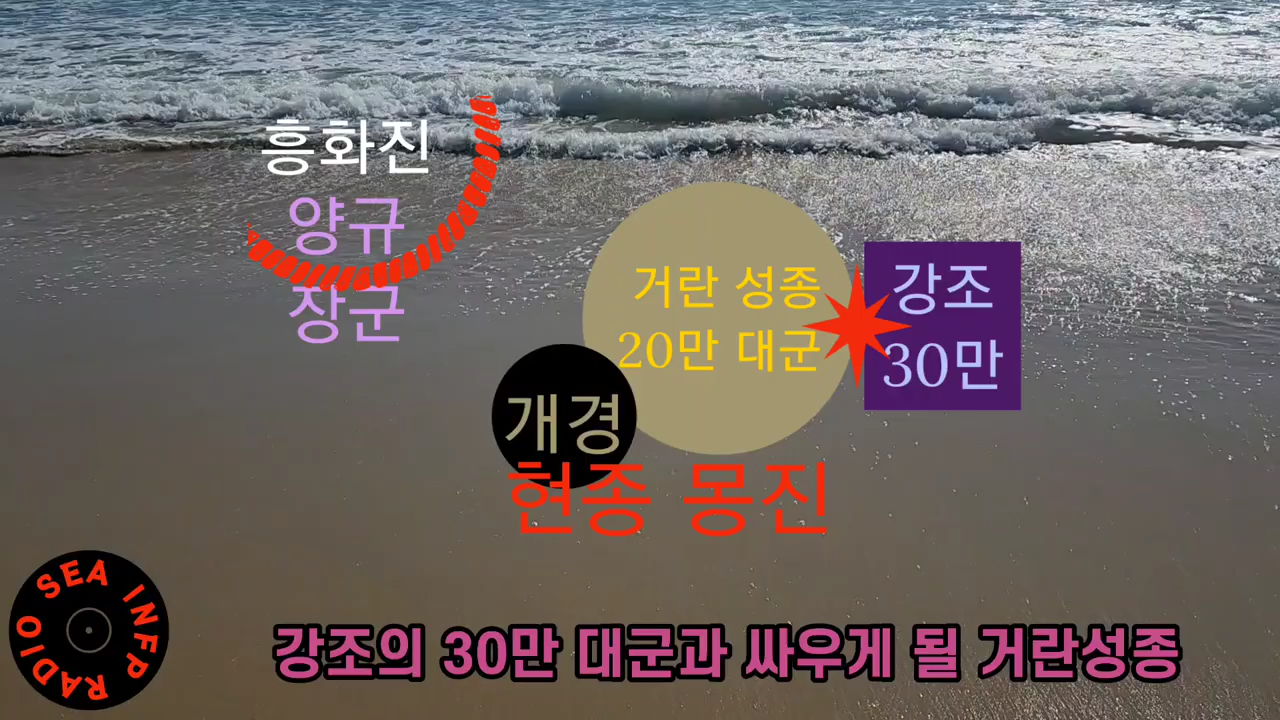 흥화진
양규
장군
거란 성종
20만 대군
강조
30만
개경
현종 몽진
SEA INFP RADIO
강조의 30만 대군과 싸우게 될 거란성종